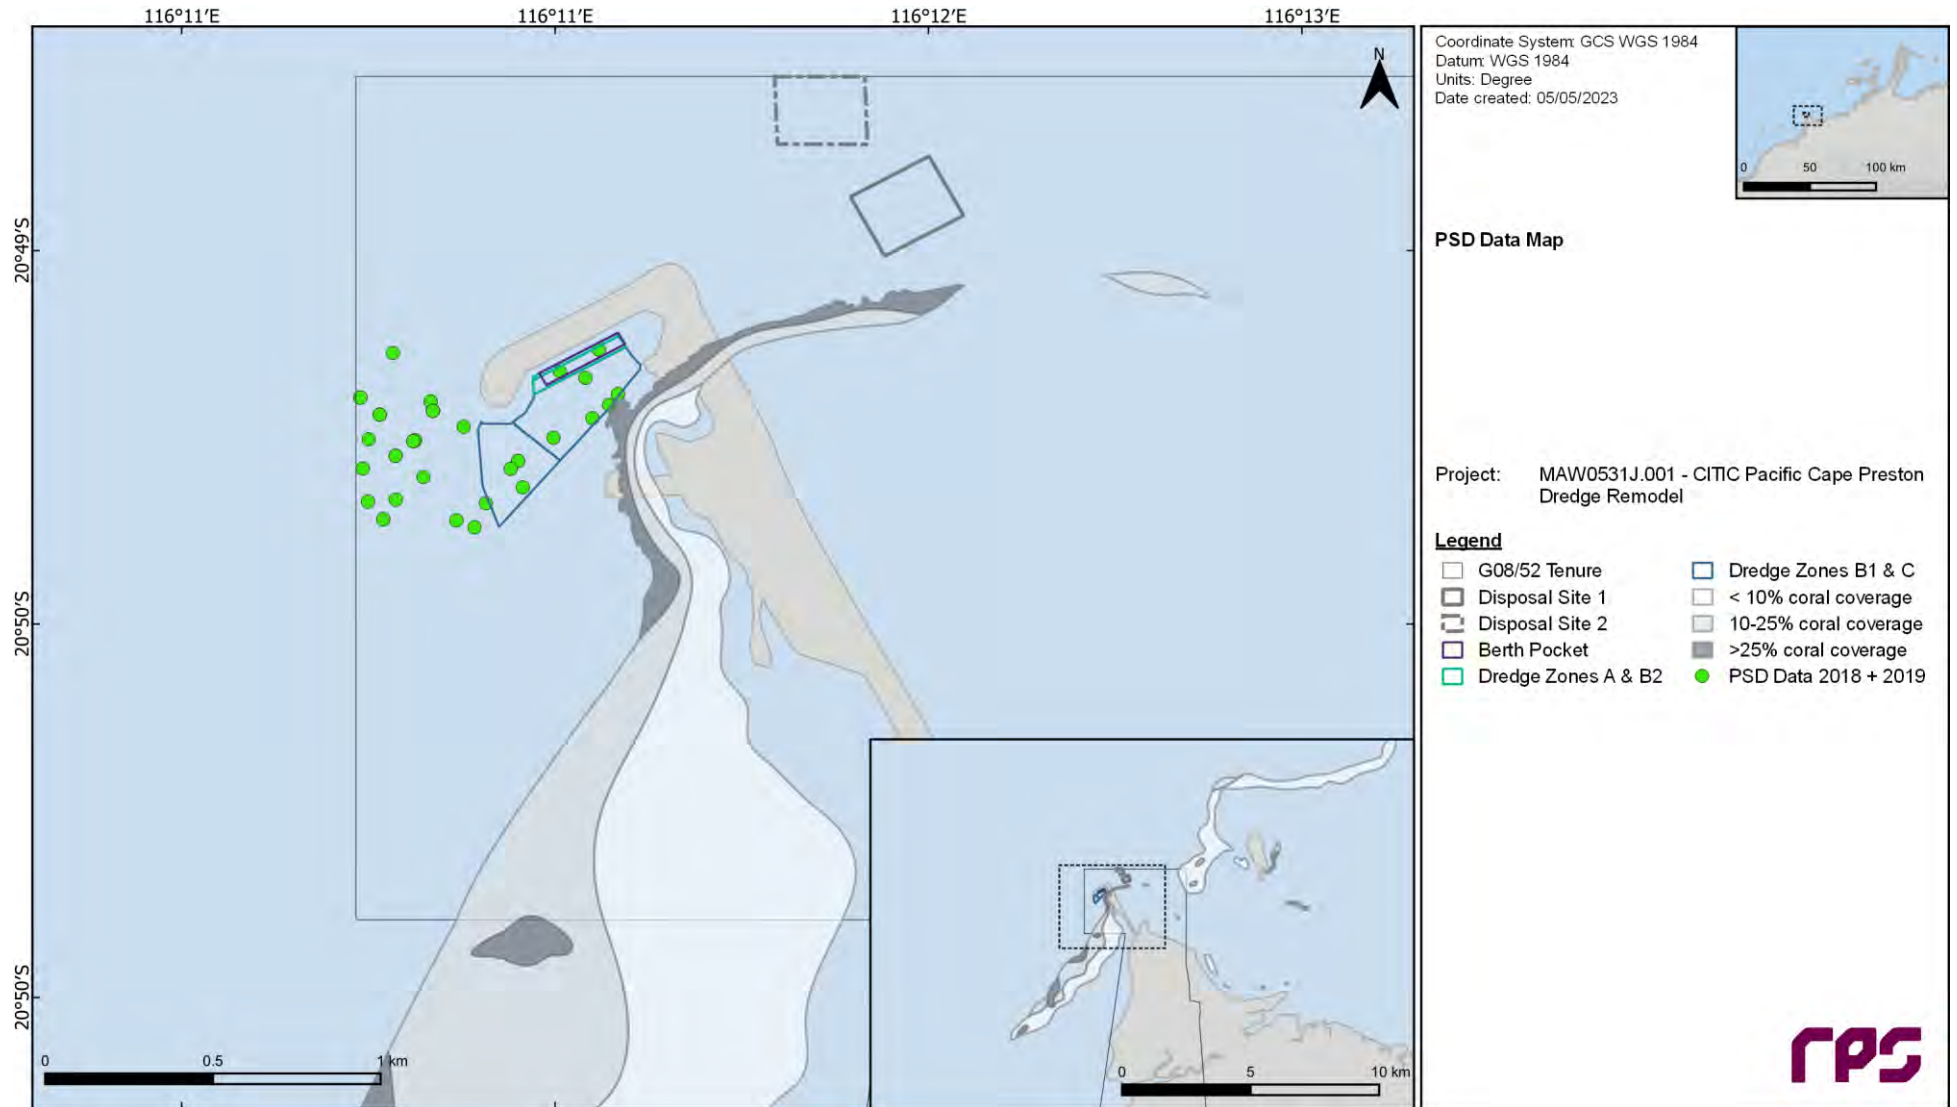 116°11′E 116°11′E 116°12′E 116°13′E
20°49′S
20°50′S
20°50′S
N
0 0.5 1 km
0 5 10 km
Coordinate System: GCS WGS 1984
Datum: WGS 1984
Units: Degree
Date created: 05/05/2023
0 50 100 km
PSD Data Map
Project: MAW0531J.001 - CITIC Pacific Cape Preston
Dredge Remodel
Legend
G08/52 Tenure
Disposal Site 1
Disposal Site 2
Berth Pocket
Dredge Zones A & B2
Dredge Zones B1 & C
< 10% coral coverage
10-25% coral coverage
>25% coral coverage
PSD Data 2018 + 2019
rps